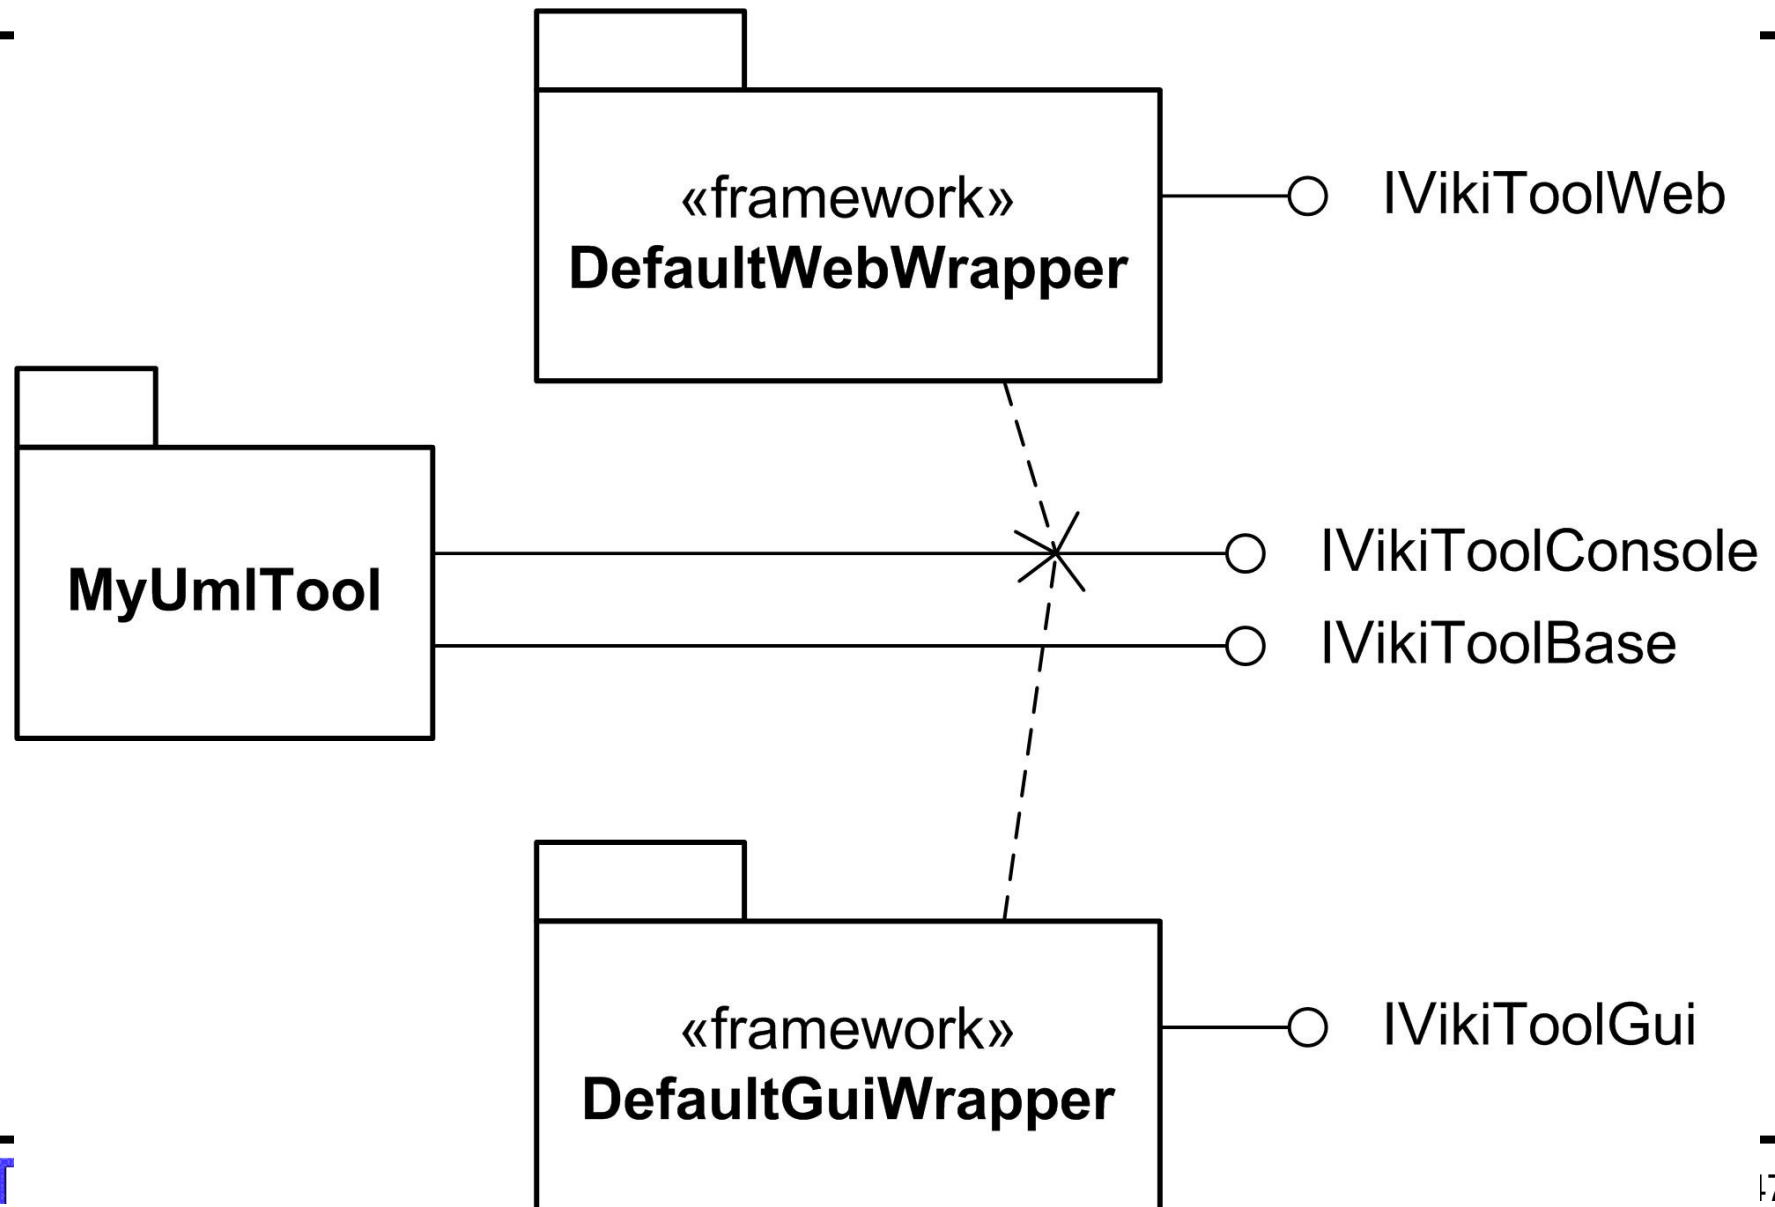 «framework»
DefaultWebWrapper
IVikiToolWeb
MyUmlTool
IVikiToolConsole
IVikiToolBase
«framework»
DefaultGuiWrapper
IVikiToolGui